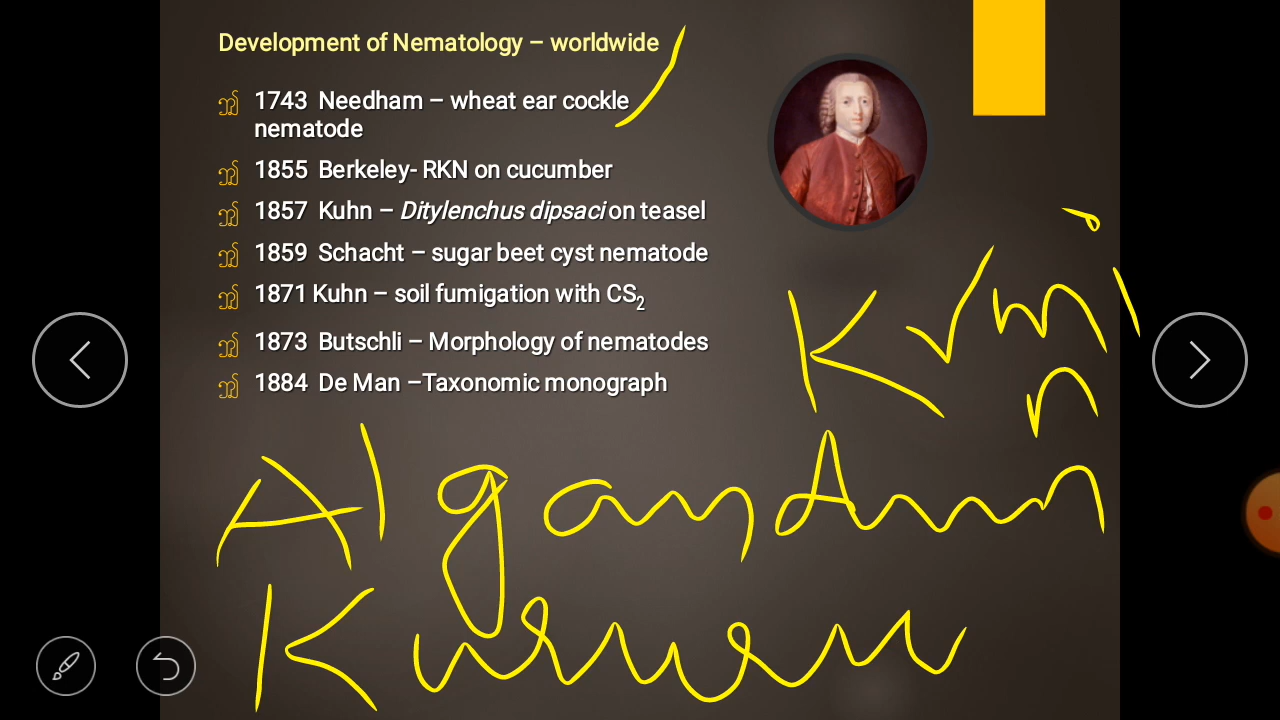 Development of Nematology – worldwide
1743 Needham – wheat ear cockle
nematode
1855 Berkeley- RKN on cucumber
1857 Kuhn – Ditylenchus dipsaci on teasel
1859 Schacht – sugar beet cyst nematode
1871 Kuhn – soil fumigation with CS₂
1873 Butschli – Morphology of nematodes
1884 De Man –Taxonomic monograph